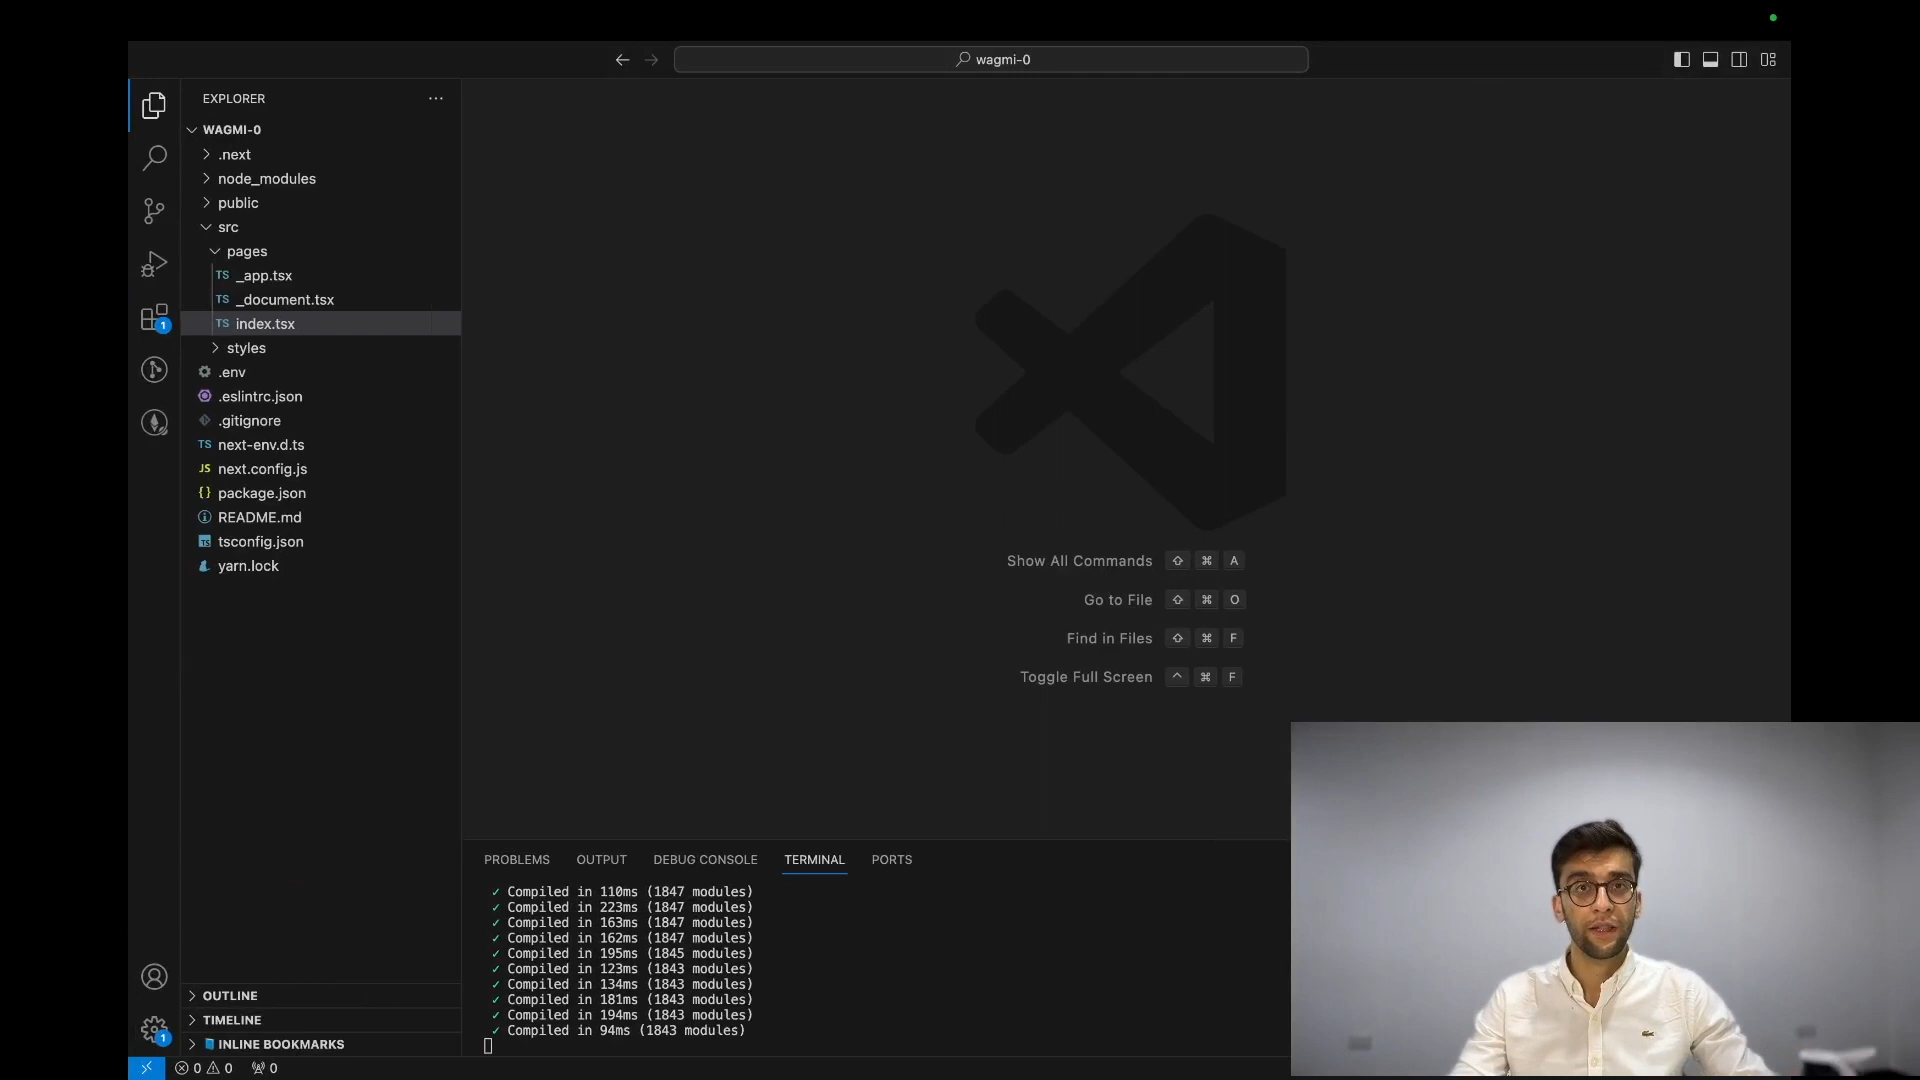 wagmi-0
EXPLORER
WAGMI-0
.next
node_modules
public
src
pages
TS _app.tsx
TS _document.tsx
TS index.tsx
styles
.env
.eslintrc.json
.gitignore
TS next-env.d.ts
JS next.config.js
{} package.json
README.md
TS tsconfig.json
yarn.lock
1
Show All Commands ⇧ ⌘ A
Go to File ⇧ ⌘ O
Find in Files ⇧ ⌘ F
Toggle Full Screen ^ ⌘ F
PROBLEMS OUTPUT DEBUG CONSOLE TERMINAL PORTS
✓ Compiled in 110ms (1847 modules)
✓ Compiled in 223ms (1847 modules)
✓ Compiled in 163ms (1847 modules)
✓ Compiled in 162ms (1847 modules)
✓ Compiled in 195ms (1845 modules)
✓ Compiled in 123ms (1843 modules)
✓ Compiled in 134ms (1843 modules)
✓ Compiled in 181ms (1843 modules)
✓ Compiled in 194ms (1843 modules)
✓ Compiled in 94ms (1843 modules)
OUTLINE
TIMELINE
INLINE BOOKMARKS
1
0 0 0